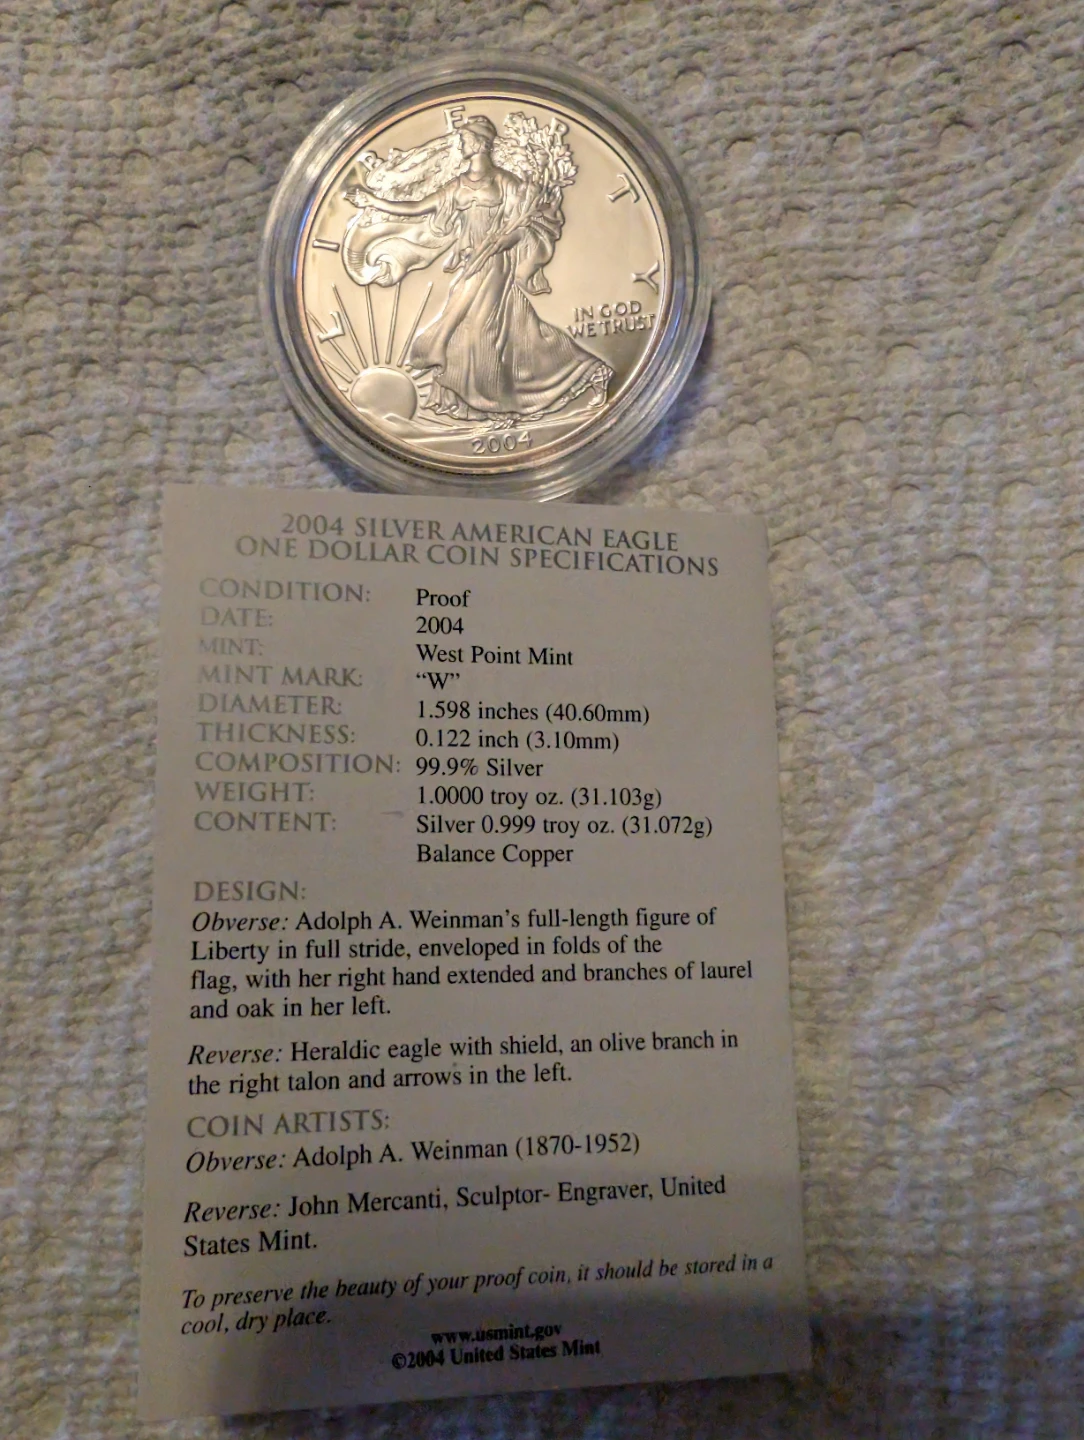 LIBERTY
IN GOD
WE TRUST
2004
2004 SILVER AMERICAN EAGLE
ONE DOLLAR COIN SPECIFICATIONS
CONDITION: Proof
DATE: 2004
MINT: West Point Mint
MINT MARK: “W”
DIAMETER: 1.598 inches (40.60mm)
THICKNESS: 0.122 inch (3.10mm)
COMPOSITION: 99.9% Silver
WEIGHT: 1.0000 troy oz. (31.103g)
CONTENT: Silver 0.999 troy oz. (31.072g)
Balance Copper
DESIGN:
Obverse: Adolph A. Weinman’s full-length figure of
Liberty in full stride, enveloped in folds of the
flag, with her right hand extended and branches of laurel
and oak in her left.
Reverse: Heraldic eagle with shield, an olive branch in
the right talon and arrows in the left.
COIN ARTISTS:
Obverse: Adolph A. Weinman (1870-1952)
Reverse: John Mercanti, Sculptor- Engraver, United
States Mint.
To preserve the beauty of your proof coin, it should be stored in a
cool, dry place.
www.usmint.gov
©2004 United States Mint